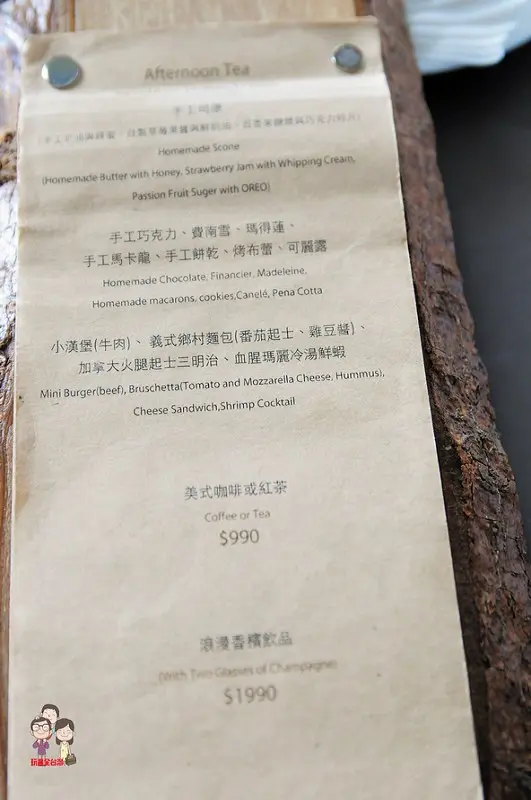 Afternoon Tea
手工司康
Homemade Scone
(Homemade Butter with Honey, Strawberry Jam with Whipping Cream,
Passion Fruit Suger with OREO)
手工巧克力、費南雪、瑪得蓮、
手工馬卡龍、手工餅乾、烤布蕾、可麗露
Homemade Chocolate, Financier, Madeleine,
Homemade macarons, cookies,Canelé, Pena Cotta
小漢堡(牛肉)、義式鄉村麵包(番茄起士、雞豆醬)、
加拿大火腿起士三明治、血腥瑪麗冷湯鮮蝦
Mini Burger(beef), Bruschetta(Tomato and Mozzarella Cheese, Hummus),
Cheese Sandwich,Shrimp Cocktail
美式咖啡或紅茶
Coffee or Tea
$990
浪漫香檳飲品
(With Two Glasses of Champagne)
$1990